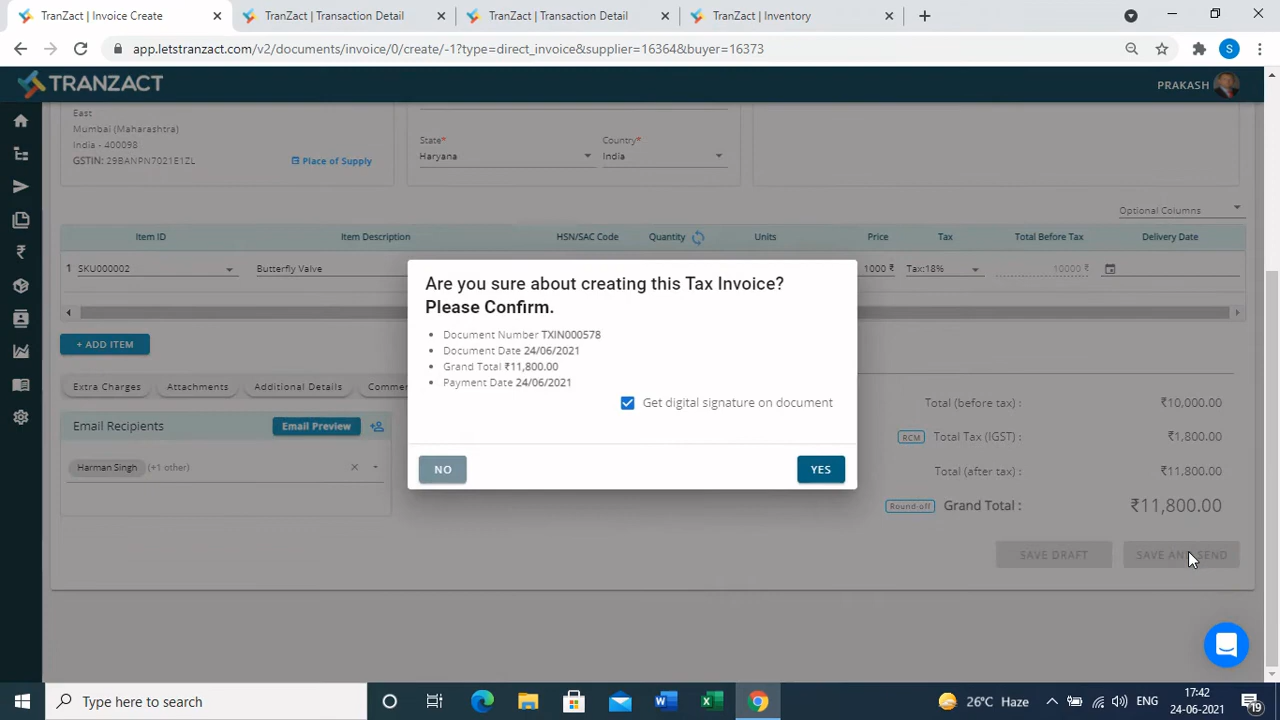 TranZact | Invoice Create
TranZact | Transaction Detail
TranZact | Transaction Detail
TranZact | Inventory
app.letstranzact.com/v2/documents/invoice/0/create/-1?type=direct_invoice&supplier=16364&buyer=16373
S
TRANZACT
PRAKASH
East
Mumbai (Maharashtra)
India - 400098
GSTIN: 29BANPN7021E1ZL
Place of Supply
State*
Country*
Haryana
India
Optional Columns
Item ID
Item Description
HSN/SAC Code
Quantity
Units
Price
Tax
Total Before Tax
Delivery Date
1 SKU000002
Butterfly Valve
1000 ₹
Tax:18%
10000 ₹
Are you sure about creating this Tax Invoice?
Please Confirm.
Document Number TXIN000578
Document Date 24/06/2021
Grand Total ₹11,800.00
Payment Date 24/06/2021
Get digital signature on document
NO
YES
+ ADD ITEM
Extra Charges
Attachments
Additional Details
Comme
Email Recipients
Email Preview
Harman Singh (+1 other)
Total (before tax) :
₹10,000.00
RCM
Total Tax (IGST) :
₹1,800.00
Total (after tax) :
₹11,800.00
Round off
Grand Total :
₹11,800.00
SAVE DRAFT
SAVE AND SEND
Type here to search
26°C Haze
ENG
17:42
24-06-2021
19